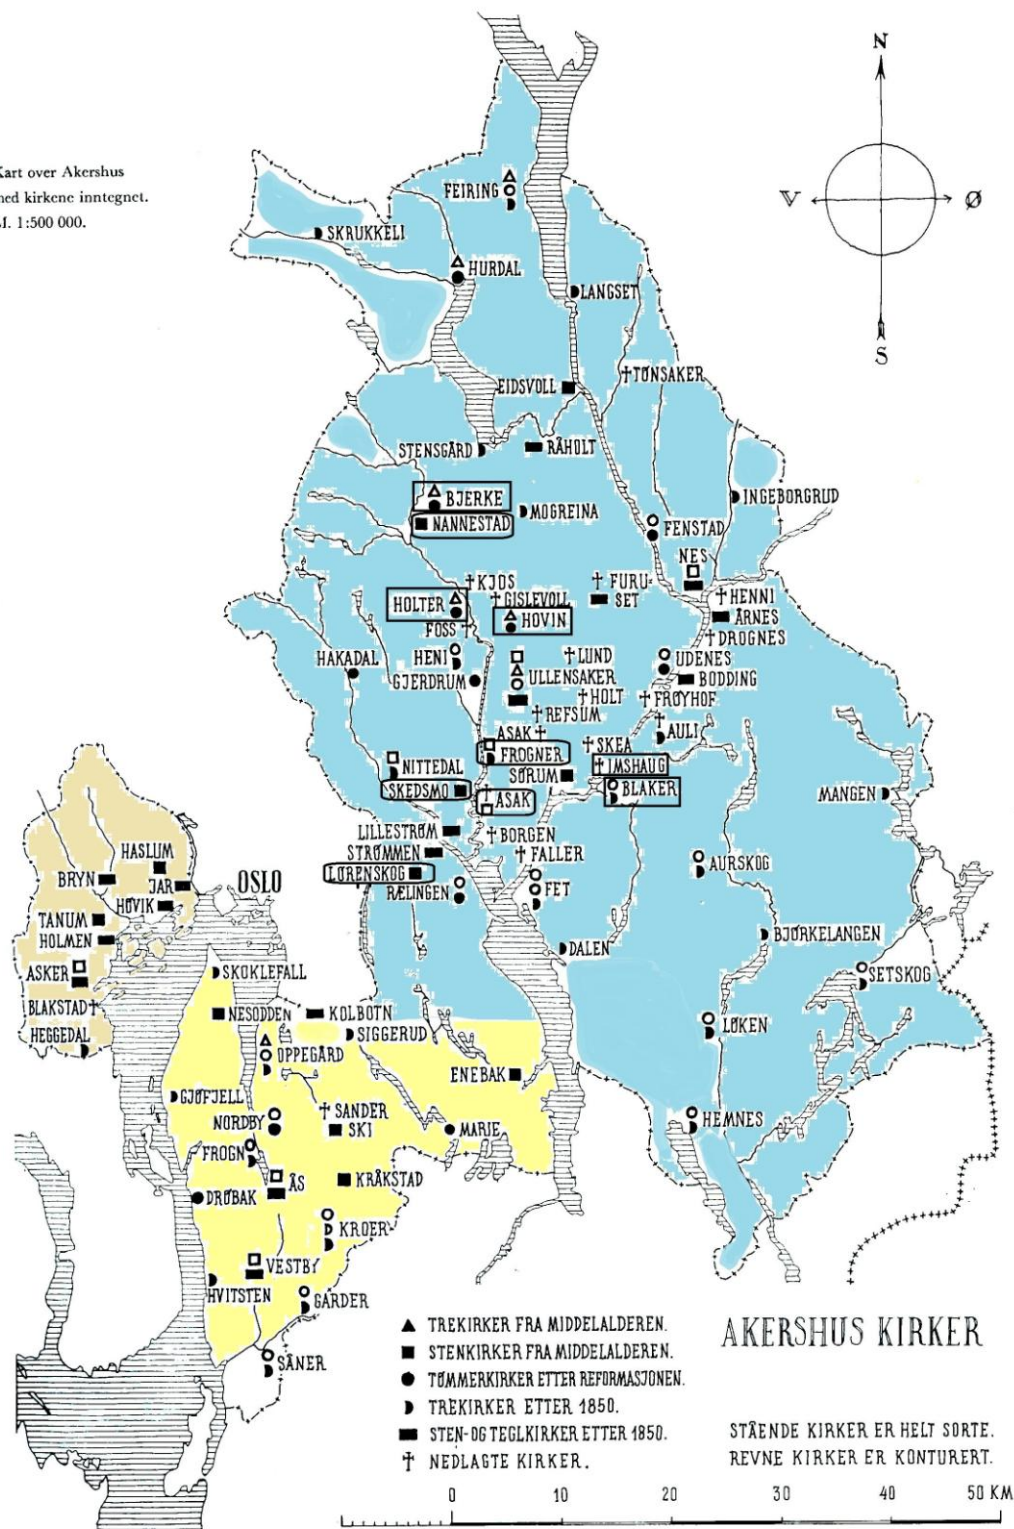 Kart over Akershus
med kirkene inntegnet.
M. 1:500 000.
N
V
Ø
S
FEIRING
SKRUKKELI
HURDAL
LANGSET
TØNSAKER
EIDSVOLL
STENSGÅRD
RÅHOLT
INGEBORGRUD
BJERKE
MOGREINA
NANNESTAD
FENSTAD
NES
KJOS
FURU-
SET
GISLEVOLL
HENNI
HOLTER
HOVIN
ÅRNES
FOSS
DROGNES
HENI
LUND
UDENES
HAKADAL
GJERDRUM
ULLENSAKER
BODDING
HOLT
FRØYHOF
REFSUM
ASAK
AULI
FROGNER
SKEA
NITTEDAL
IMSHAUG
SØRUM
SKEDSMO
BLAKER
MANGEN
ASAK
LILLESTRØM
BORGEN
STRØMMEN
FALLER
HASLUM
AURSKOG
LØRENSKOG
BRYN
JAR
OSLO
RÆLINGEN
FET
HØVIK
TANUM
HOLMEN
BJØRKELANGEN
DALEN
ASKER
SKOKLEFALL
SETSKOG
BLAKSTAD
NESODDEN
KOLBOTN
HEGGEDAL
SIGGERUD
LØKEN
OPPEGÅRD
ENEBAK
GJØFJELL
SANDER
HEMNES
NORDBY
SKI
MARIE
FROGN
ÅS
KRÅKSTAD
DRØBAK
KROER
VESTBY
HVITSTEN
GARDER
SÅNER
TREKIRKER FRA MIDDELALDEREN.
STENKIRKER FRA MIDDELALDEREN.
TØMMERKIRKER ETTER REFORMASJONEN.
TREKIRKER ETTER 1850.
STEN-OG TEGLKIRKER ETTER 1850.
NEDLAGTE KIRKER.
AKERSHUS KIRKER
STÅENDE KIRKER ER HELT SORTE.
REVNE KIRKER ER KONTURERT.
0 10 20 30 40 50 KM